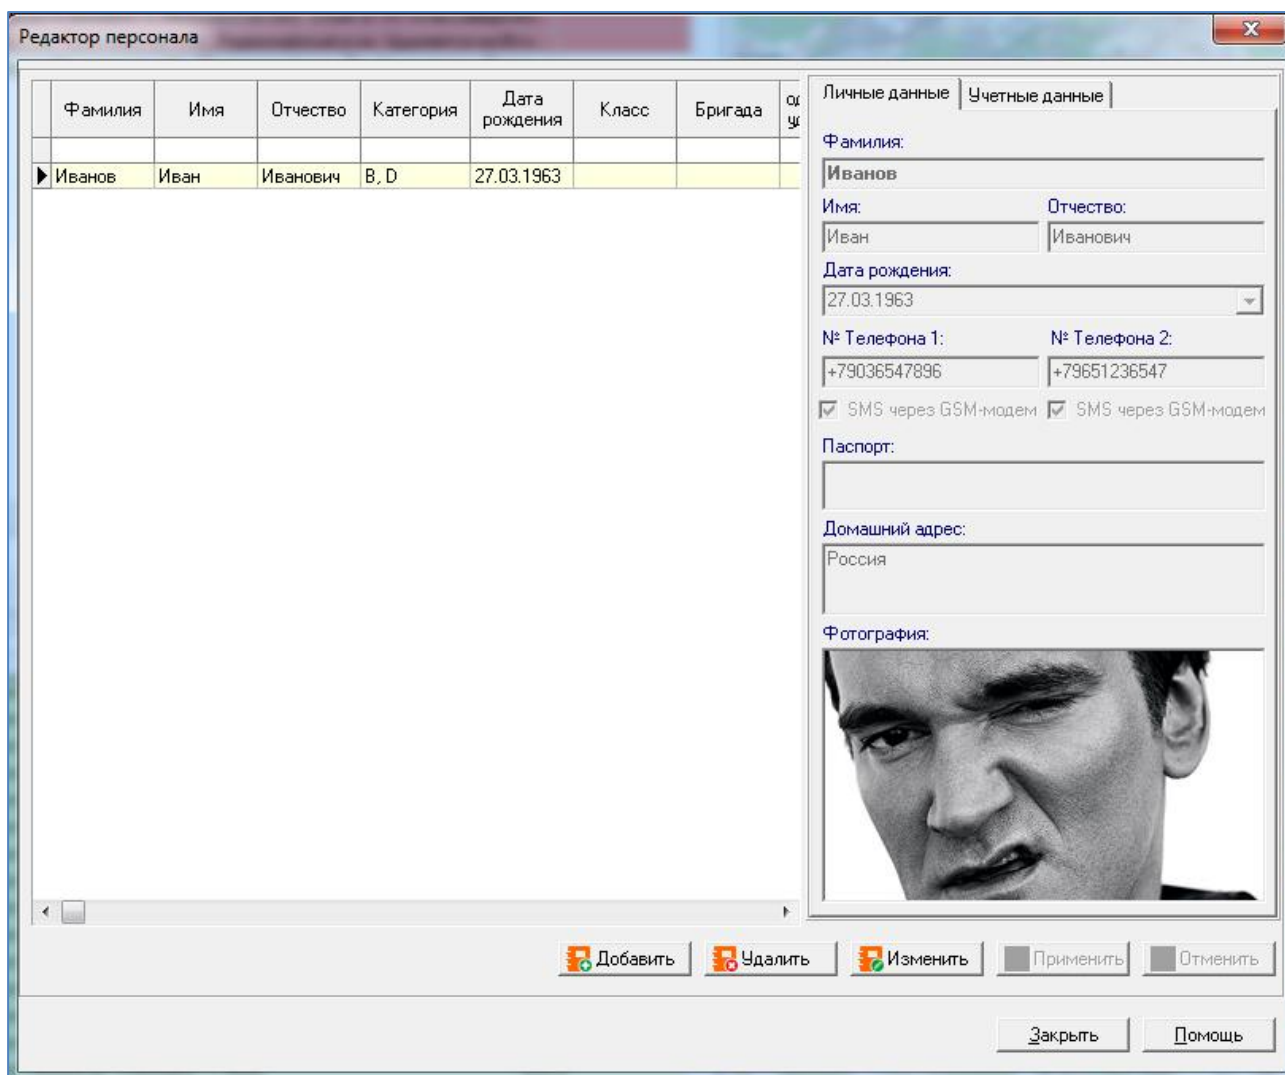 Редактор персонала
Фамилия Имя Отчество Категория Дата рождения Класс Бригада
Иванов Иван Иванович B, D 27.03.1963
Личные данные Учетные данные
Фамилия:
Иванов
Имя: Отчество:
Иван Иванович
Дата рождения:
27.03.1963
№ Телефона 1: № Телефона 2:
+79036547896 +79651236547
SMS через GSM-модем SMS через GSM-модем
Паспорт:
Домашний адрес:
Россия
Фотография:
Добавить Удалить Изменить Применить Отменить
Закрыть Помощь